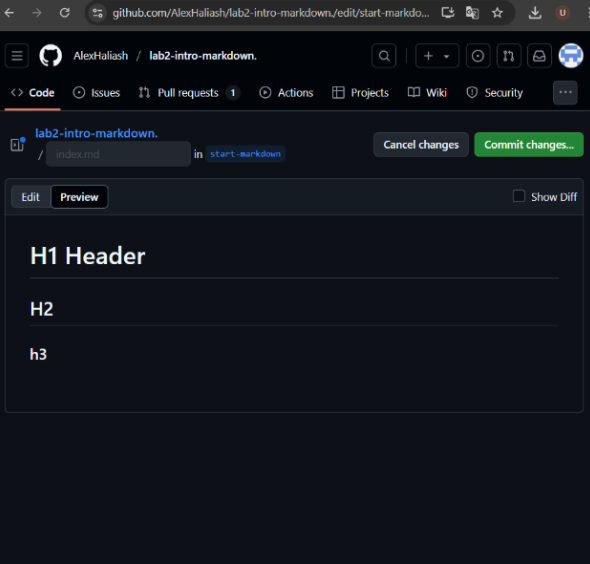 github.com/AlexHaliash/lab2-intro-markdown./edit/start-markdo...
U
AlexHaliash / lab2-intro-markdown.
Code Issues Pull requests 1 Actions Projects Wiki Security
lab2-intro-markdown.
/ index.md in start-markdown Cancel changes Commit changes...
Edit Preview Show Diff
H1 Header
H2
h3